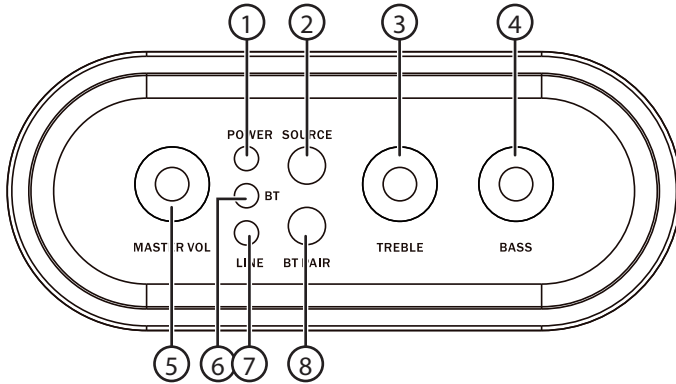 1 2 3 4
POWER SOURCE
BT
MASTER VOL TREBLE BASS
LINE BT PAIR
5 6 7 8